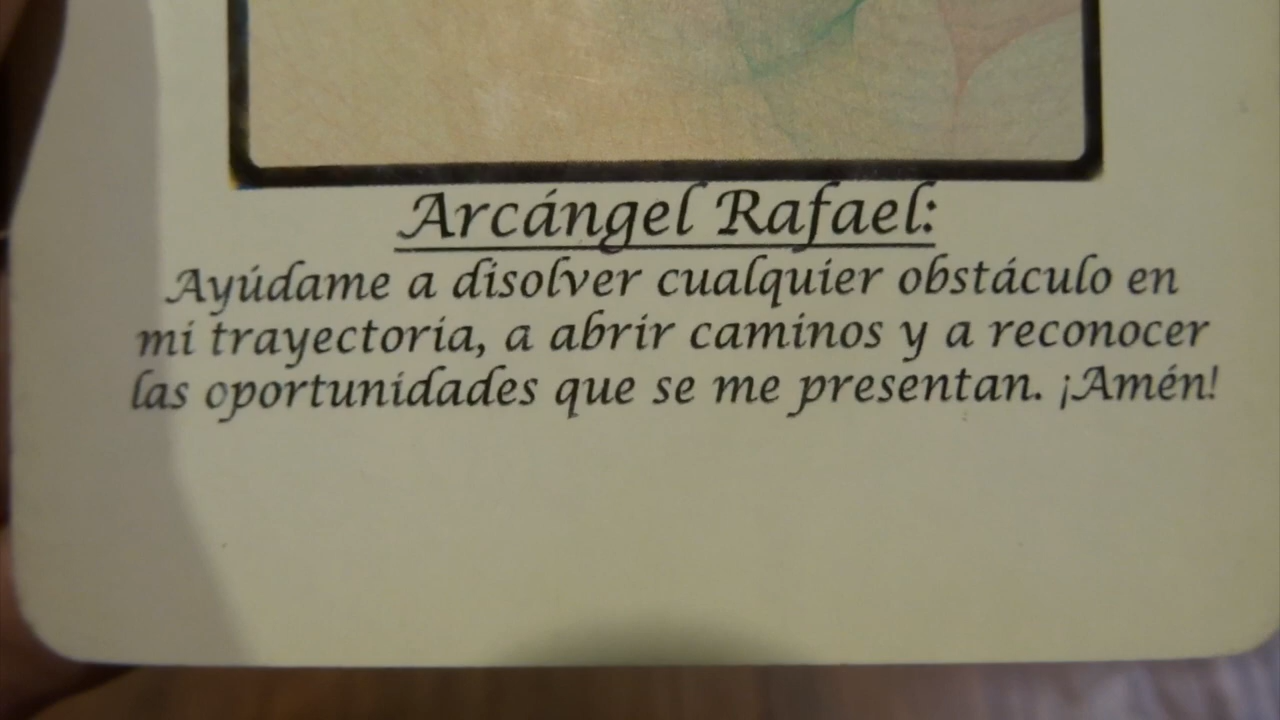 Arcángel Rafael:
Ayúdame a disolver cualquier obstáculo en
mi trayectoria, a abrir caminos y a reconocer
las oportunidades que se me presentan. ¡Amén!